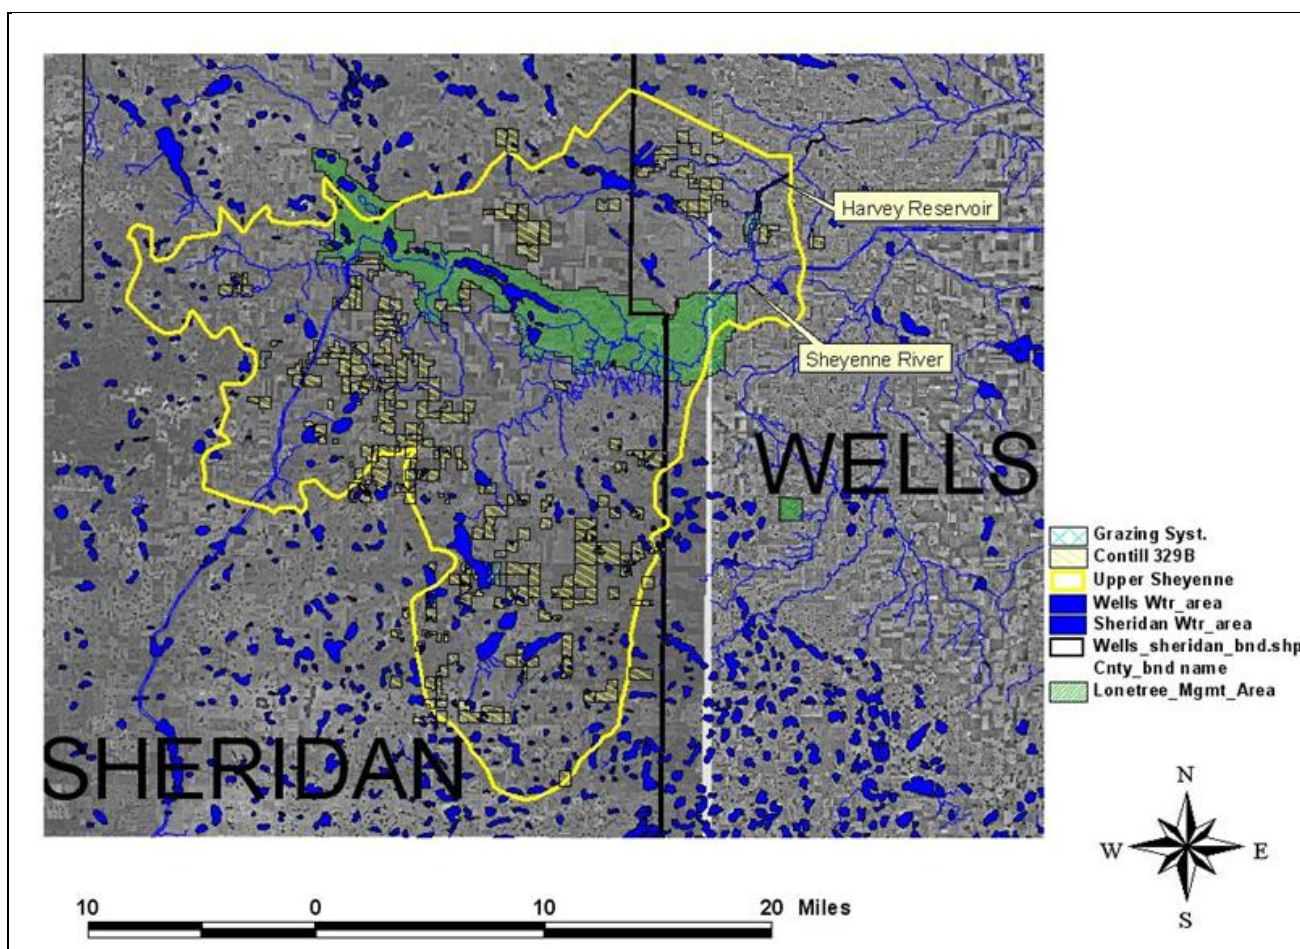 Harvey Reservoir
Sheyenne River
WELLS
SHERIDAN
Grazing Syst.
Contill 329B
Upper Sheyenne
Wells Wtr_area
Sheridan Wtr_area
Wells_sheridan_bnd.shp
Cnty_bnd name
Lonetree_Mgmt_Area
N
W E
S
10 0 10 20 Miles